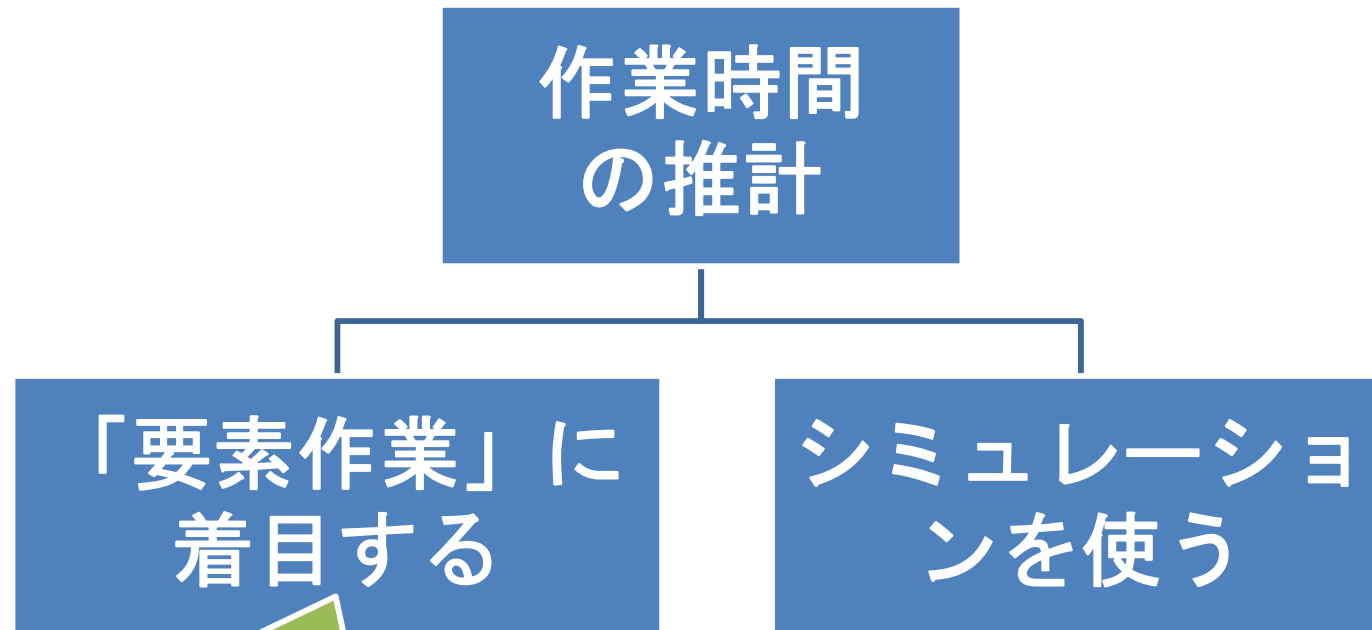 作業時間
の推計
「要素作業」に
着目する
シミュレーショ
ンを使う